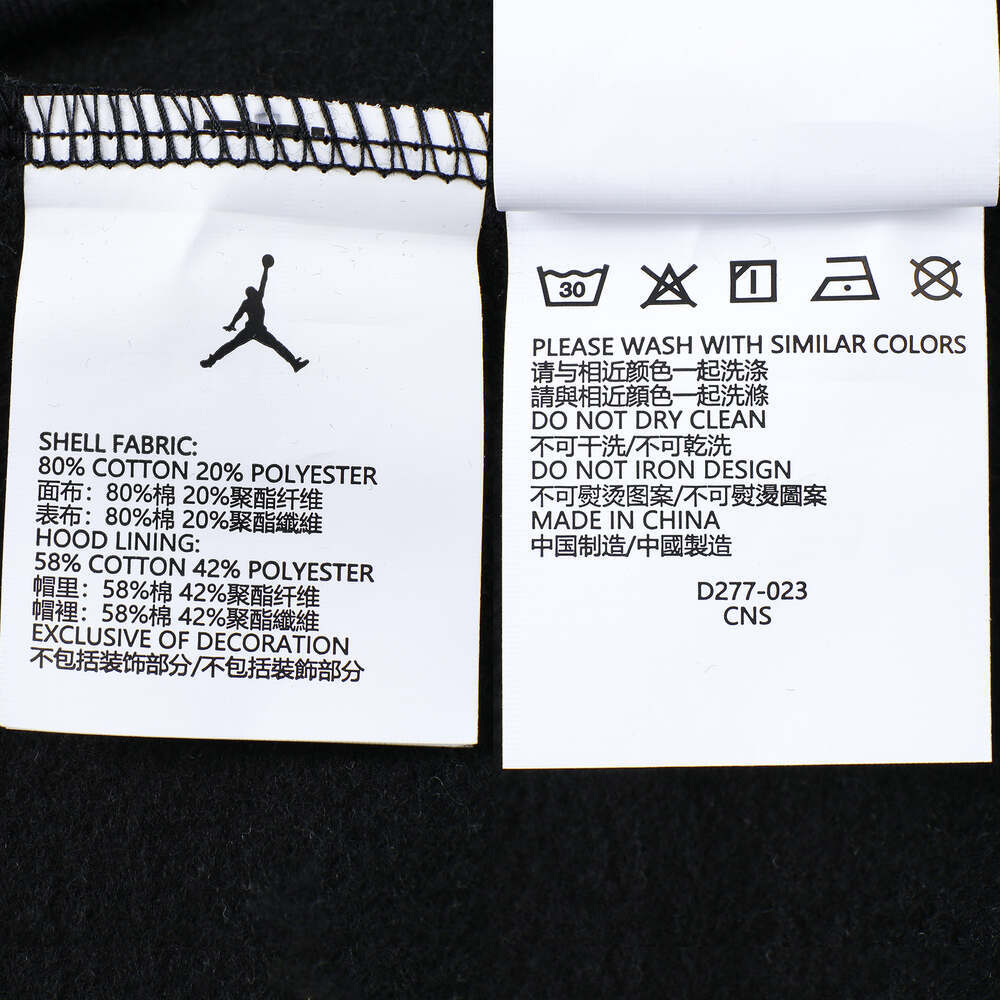 SHELL FABRIC:
80% COTTON 20% POLYESTER
面布：80%棉 20%聚酯纤维
表布：80%棉 20%聚酯纖維
HOOD LINING:
58% COTTON 42% POLYESTER
帽里：58%棉 42%聚酯纤维
帽裡：58%棉 42%聚酯纖維
EXCLUSIVE OF DECORATION
不包括装饰部分/不包括裝飾部分
30
PLEASE WASH WITH SIMILAR COLORS
请与相近颜色一起洗涤
請與相近顏色一起洗滌
DO NOT DRY CLEAN
不可干洗/不可乾洗
DO NOT IRON DESIGN
不可熨烫图案/不可熨燙圖案
MADE IN CHINA
中国制造/中國製造
D277-023
CNS